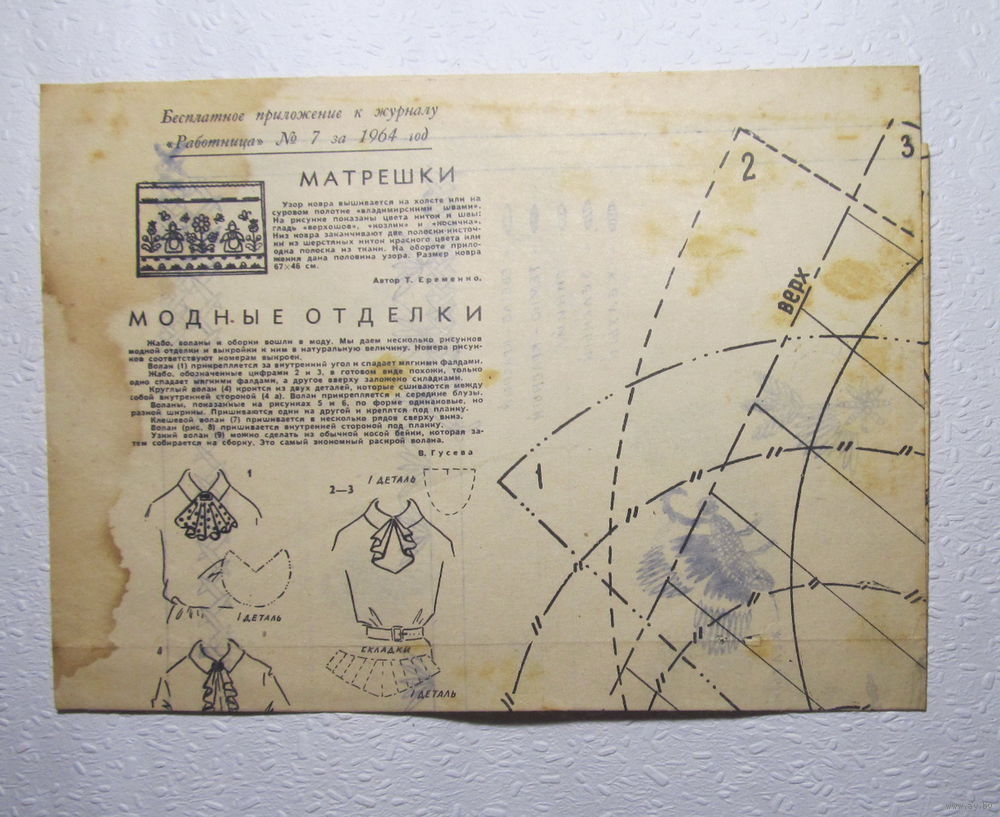 Бесплатное приложение к журналу
«Работница» № 7 за 1964 год
МАТРЕШКИ
Узор ковра вышивается на холсте или на
суровом полотне «владимирскими швами».
На рисунке показаны цвета ниток и швы:
гладь «верхошов», «козлик» и «косичка».
Низ ковра заканчивают две полоски кисточ-
ки из шерстяных ниток красного цвета или
одна полоска из ткани. На обороте прило-
жения дана половина узора. Размер ковра
67×46 см.
Автор Т. Еременко.
МОДНЫЕ ОТДЕЛКИ
Жабо, воланы и оборки вошли в моду. Мы даем несколько рисунков
модной отделки и выкройки к ним в натуральную величину. Номера рисун-
ков соответствуют номерам выкроек.
Волан (1) прикрепляется за внутренний угол и спадает мягкими фалдами.
Жабо, обозначенные цифрами 2 и 3, в готовом виде похожи, только
одно спадает мягкими фалдами, а другое вверху заложено складками.
Круглый волан (4) кроится из двух деталей, которые сшиваются между
собой внутренней стороной (4 а). Волан прикрепляется к середине блузы.
Воланы, показанные на рисунках 5 и 6, по форме одинаковые, но
разной ширины. Пришиваются один на другой и крепятся под планку.
Клешевой волан (7) пришивается в несколько рядов сверху вниз.
Волан (рис. 8) пришивается внутренней стороной под планку.
Узкий волан (9) можно сделать из обычной косой бейки, которая за-
тем собирается на сборку. Это самый экономный раскрой волана.
В. Гусева
1
1 ДЕТАЛЬ
2—3
1 ДЕТАЛЬ
СКЛАДКИ
1 ДЕТАЛЬ
4
1
2
3
верх
www.ay.by